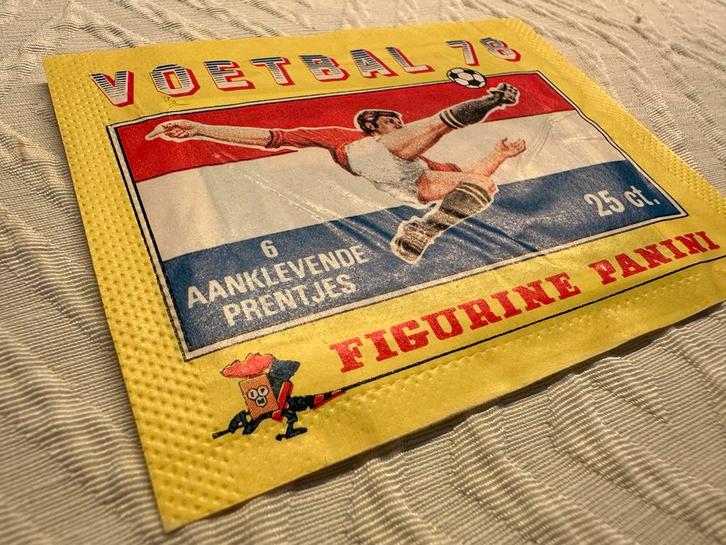 VOETBAL 78
25 ct.
6
AANKLEVENDE
PRENTJES
FIGURINE PANINI